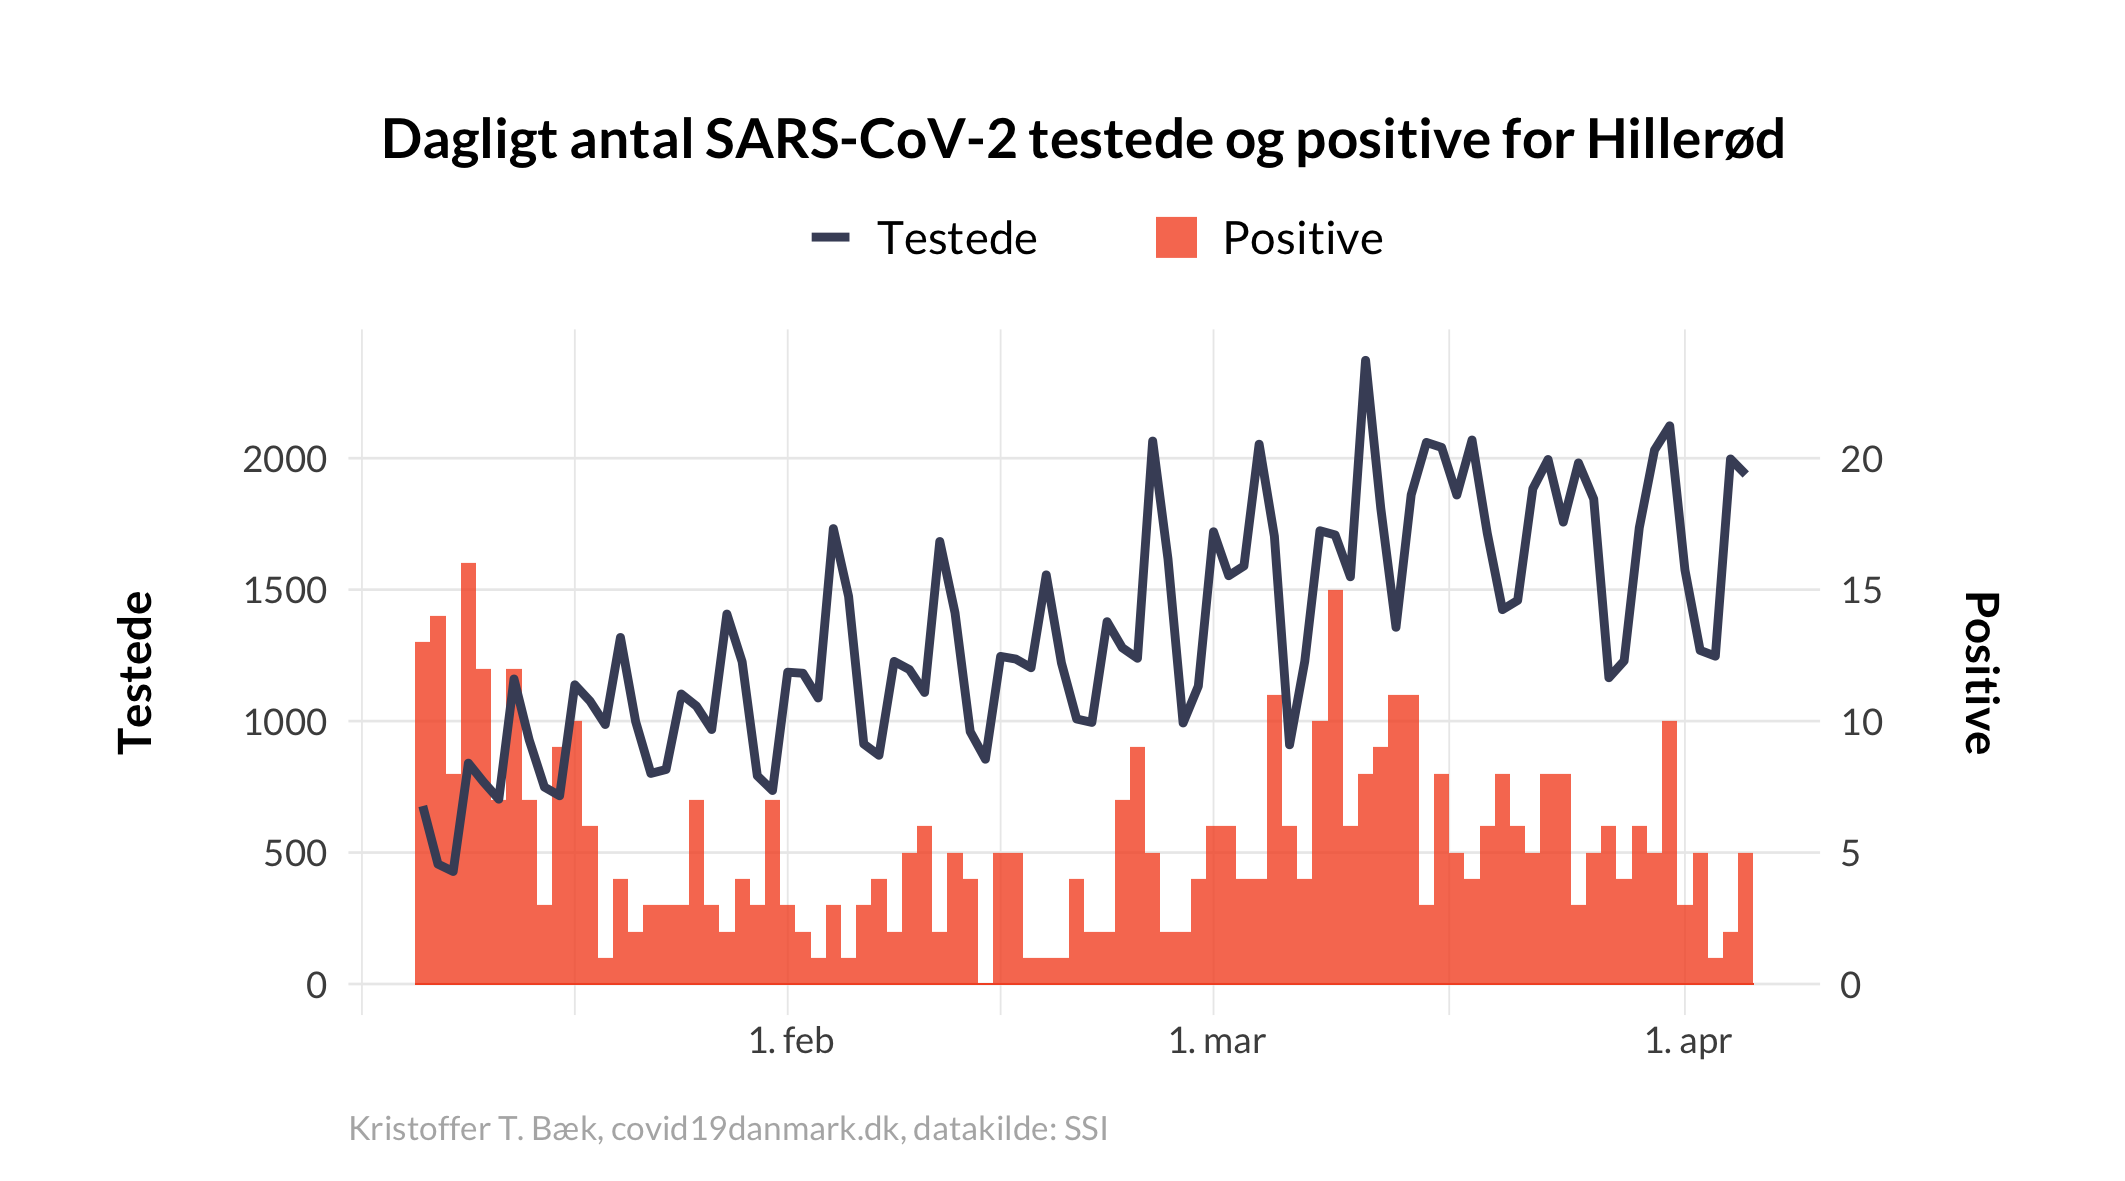 Dagligt antal SARS-CoV-2 testede og positive for Hillerød
Testede
Positive
Testede
2000
1500
1000
500
0
20
15
10
5
0
Positive
1. feb
1. mar
1. apr
Kristoffer T. Bæk, covid19danmark.dk, datakilde: SSI